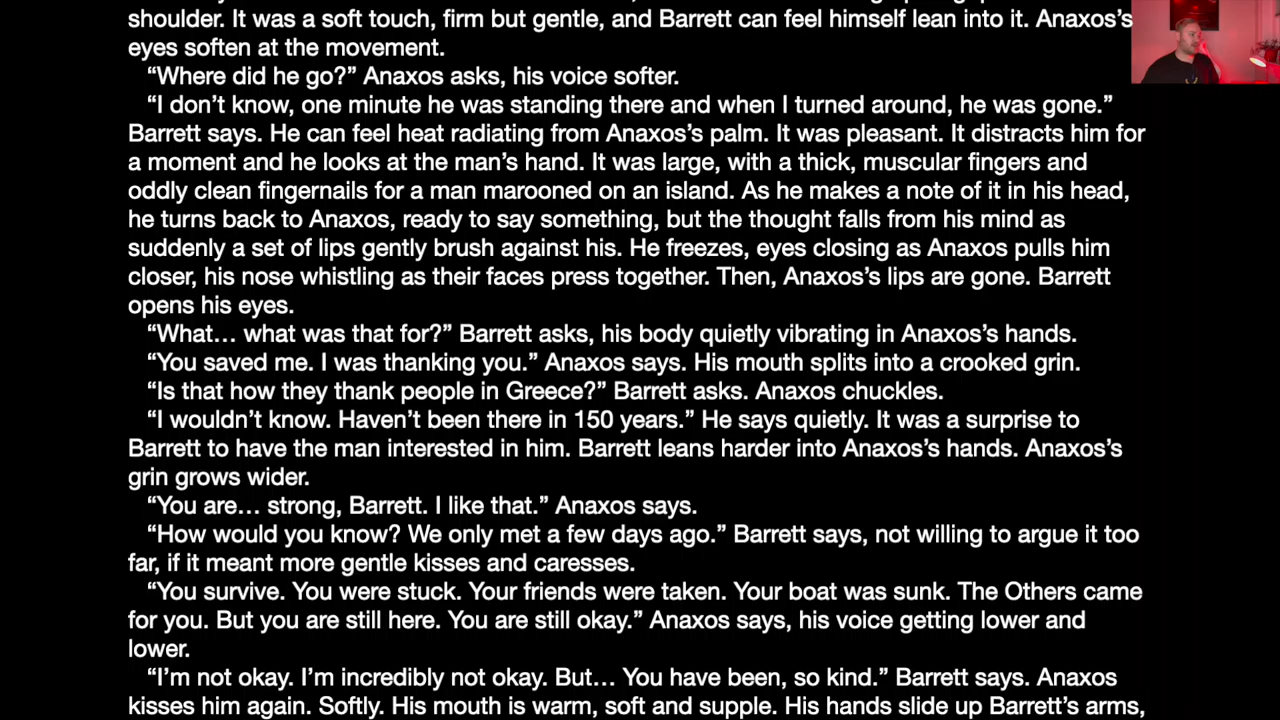 shoulder. It was a soft touch, firm but gentle, and Barrett can feel himself lean into it. Anaxos's
eyes soften at the movement.
“Where did he go?” Anaxos asks, his voice softer.
“I don't know, one minute he was standing there and when I turned around, he was gone.”
Barrett says. He can feel heat radiating from Anaxos's palm. It was pleasant. It distracts him for
a moment and he looks at the man's hand. It was large, with a thick, muscular fingers and
oddly clean fingernails for a man marooned on an island. As he makes a note of it in his head,
he turns back to Anaxos, ready to say something, but the thought falls from his mind as
suddenly a set of lips gently brush against his. He freezes, eyes closing as Anaxos pulls him
closer, his nose whistling as their faces press together. Then, Anaxos's lips are gone. Barrett
opens his eyes.
“What… what was that for?” Barrett asks, his body quietly vibrating in Anaxos's hands.
“You saved me. I was thanking you.” Anaxos says. His mouth splits into a crooked grin.
“Is that how they thank people in Greece?” Barrett asks. Anaxos chuckles.
“I wouldn't know. Haven't been there in 150 years.” He says quietly. It was a surprise to
Barrett to have the man interested in him. Barrett leans harder into Anaxos's hands. Anaxos's
grin grows wider.
“You are… strong, Barrett. I like that.” Anaxos says.
“How would you know? We only met a few days ago.” Barrett says, not willing to argue it too
far, if it meant more gentle kisses and caresses.
“You survive. You were stuck. Your friends were taken. Your boat was sunk. The Others came
for you. But you are still here. You are still okay.” Anaxos says, his voice getting lower and
lower.
“I'm not okay. I'm incredibly not okay. But… You have been, so kind.” Barrett says. Anaxos
kisses him again. Softly. His mouth is warm, soft and supple. His hands slide up Barrett's arms,